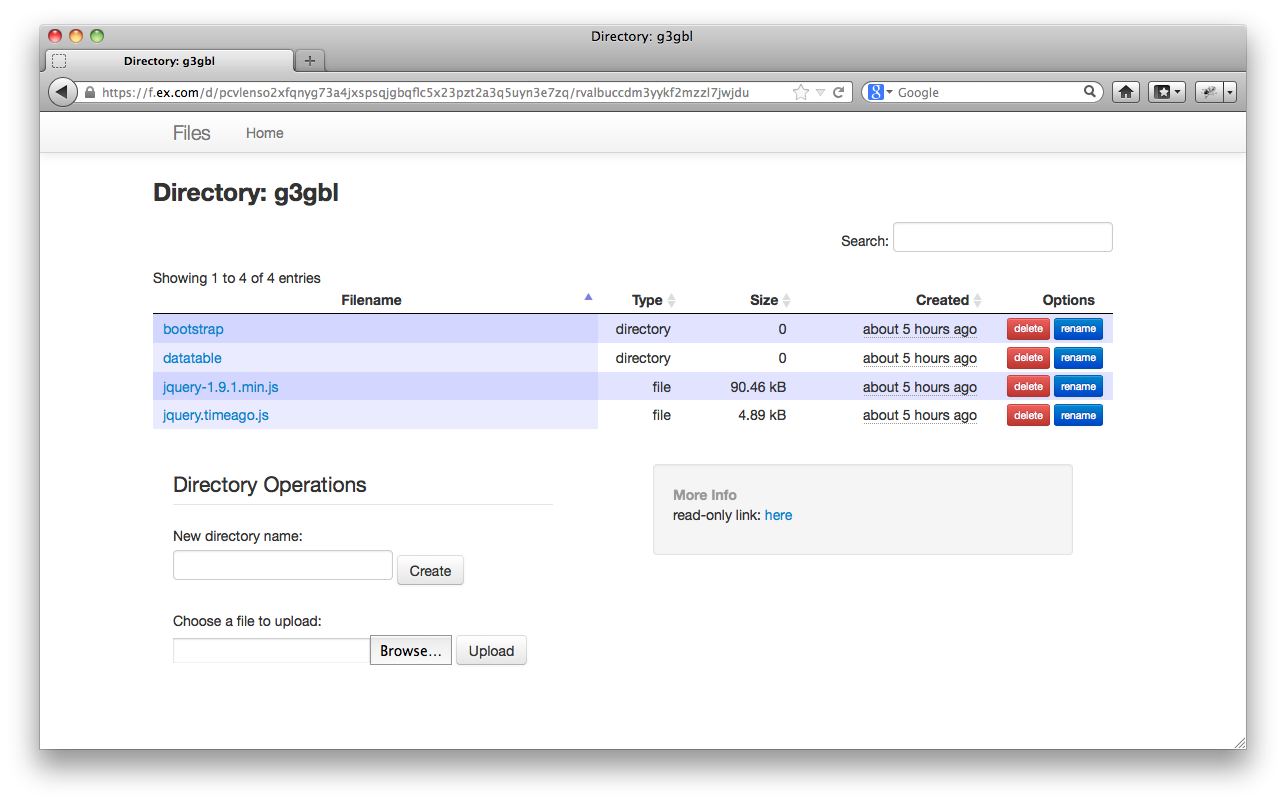 Directory: g3gbl
Directory: g3gbl
https://f.ex.com/d/pcvlenso2xfqnyg73a4jxspsqjgbqflc5x23pzt2a3q5uyn3e7zq/rvalbuccdm3yykf2mzzl7jwjdu
Google
Files Home
Directory: g3gbl
Search:
Showing 1 to 4 of 4 entries
Filename Type Size Created Options
bootstrap directory 0 about 5 hours ago delete rename
datatable directory 0 about 5 hours ago delete rename
jquery-1.9.1.min.js file 90.46 kB about 5 hours ago delete rename
jquery.timeago.js file 4.89 kB about 5 hours ago delete rename
Directory Operations
New directory name:
Create
Choose a file to upload:
Browse... Upload
More Info
read-only link: here